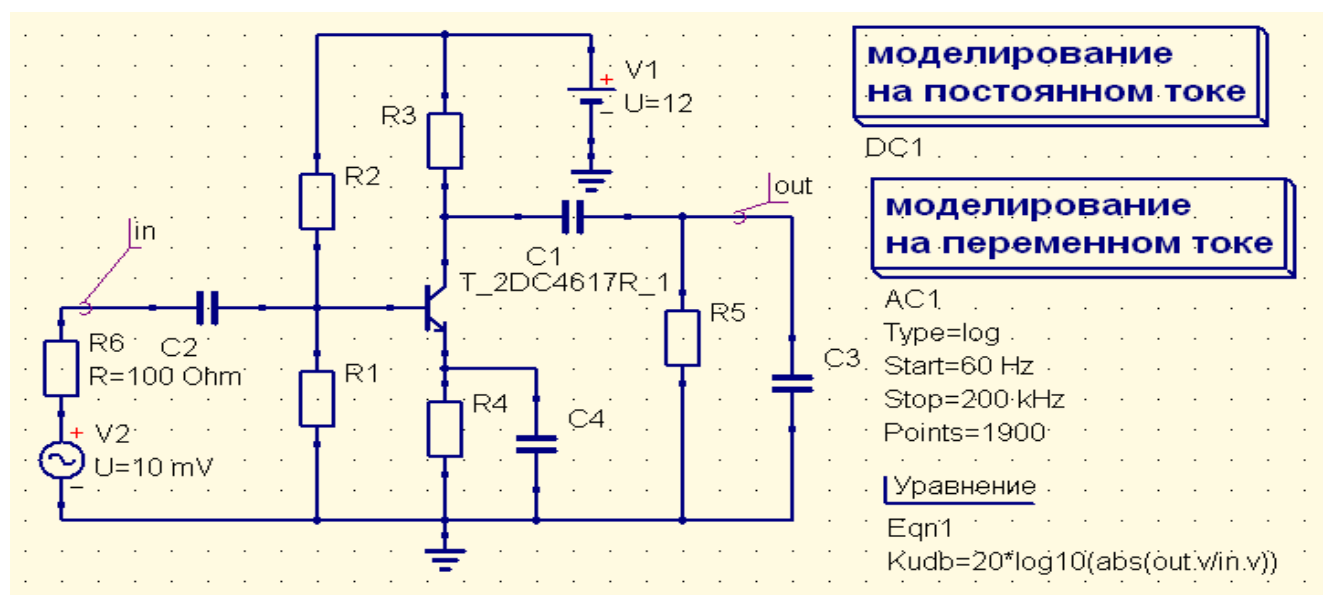 V1
U=12
R3
R2
in
out
C1
T_2DC4617R_1
R6
R=100 Ohm
C2
R1
R4
C4
R5
C3
V2
U=10 mV
моделирование
на постоянном токе
DC1
моделирование
на переменном токе
AC1
Type=log
Start=60 Hz
Stop=200 kHz
Points=1900
Уравнение
Eqn1
Kudb=20*log10(abs(out.v/in.v))